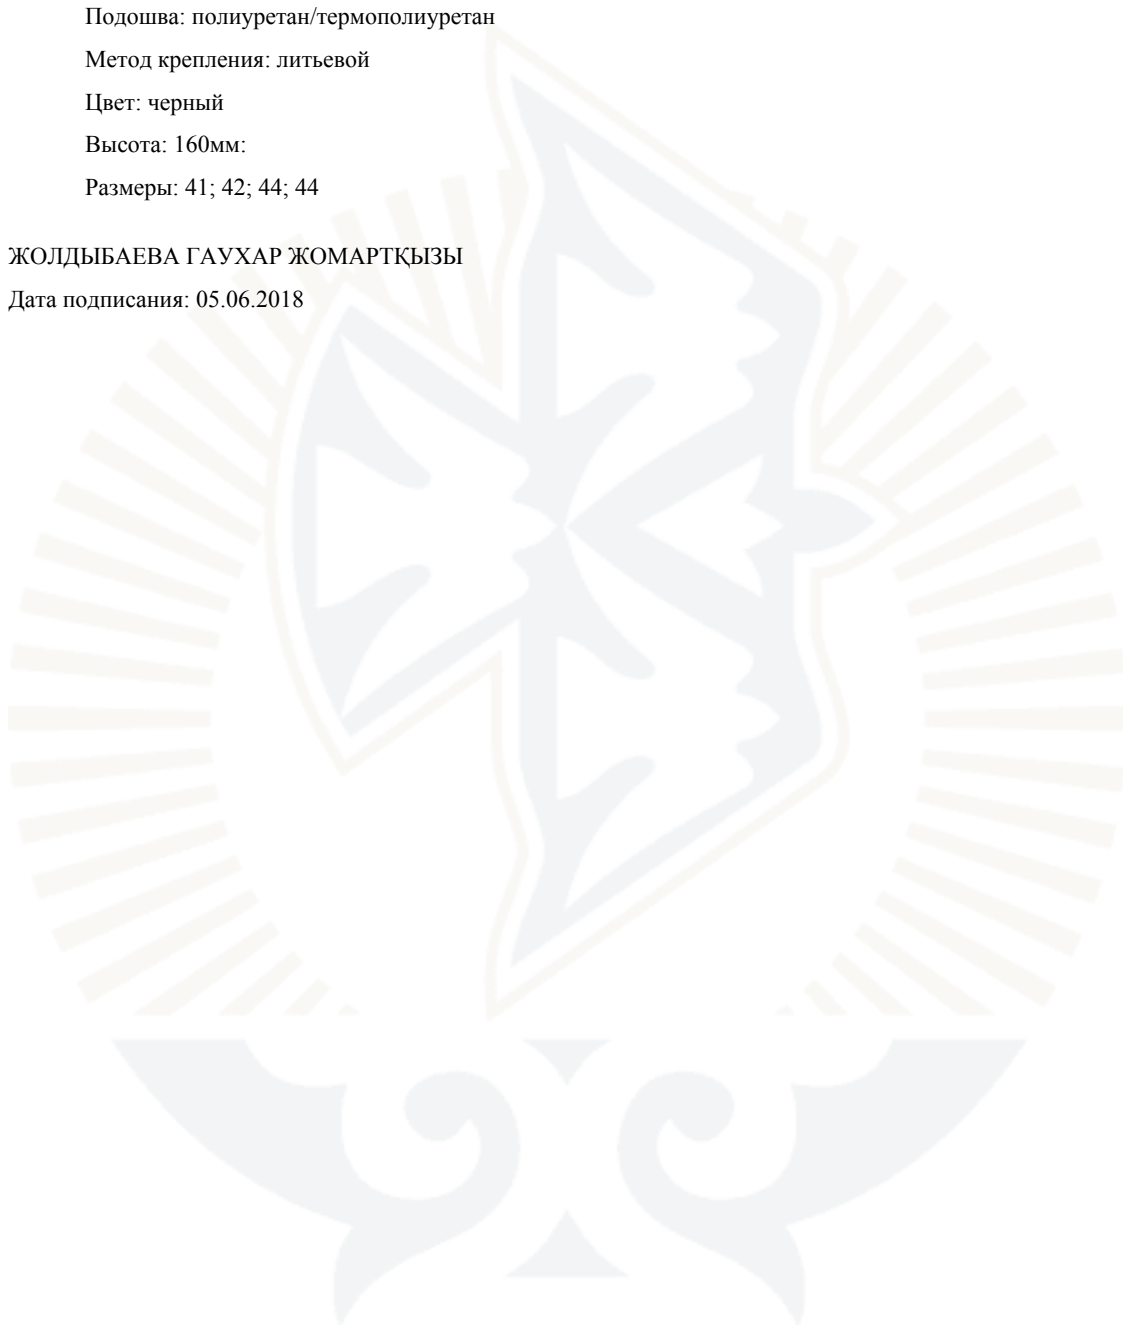 Подошва: полиуретан/термополиуретан
Метод крепления: литьевой
Цвет: черный
Высота: 160мм:
Размеры: 41; 42; 44; 44
ЖОЛДЫБАЕВА ГАУХАР ЖОМАРТҚЫЗЫ
Дата подписания: 05.06.2018